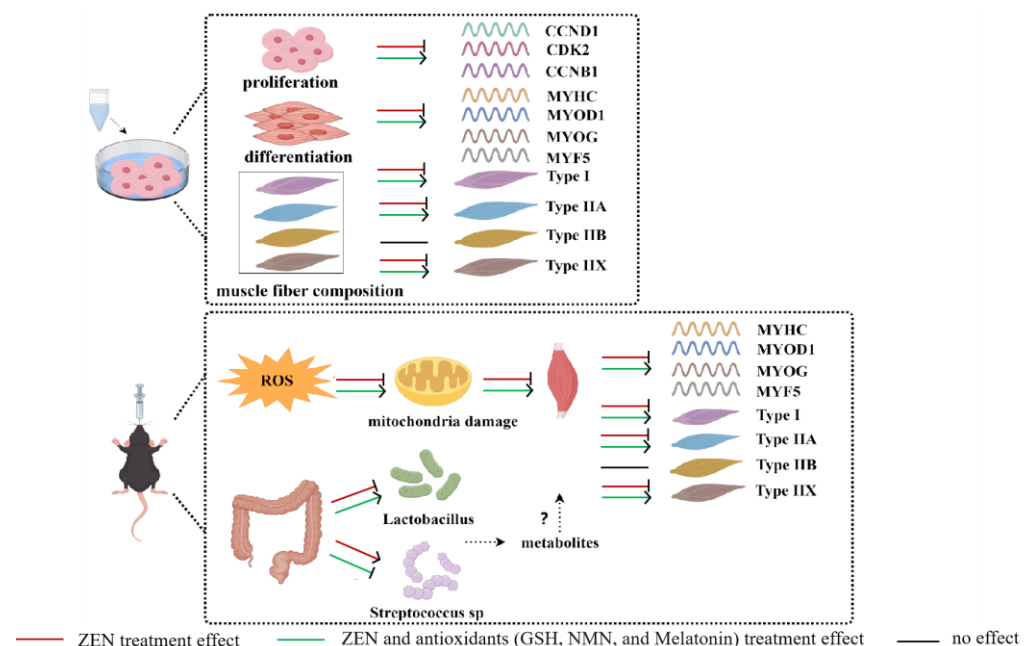 CCND1
CDK2
CCNB1
proliferation
MYHC
MYOD1
MYOG
MYF5
differentiation
Type I
Type IIA
Type IIB
Type IIX
muscle fiber composition
ROS
mitochondria damage
MYHC
MYOD1
MYOG
MYF5
Type I
Type IIA
Type IIB
Type IIX
Lactobacillus
?
metabolites
Streptococcus sp
ZEN treatment effect
ZEN and antioxidants (GSH, NMN, and Melatonin) treatment effect
no effect